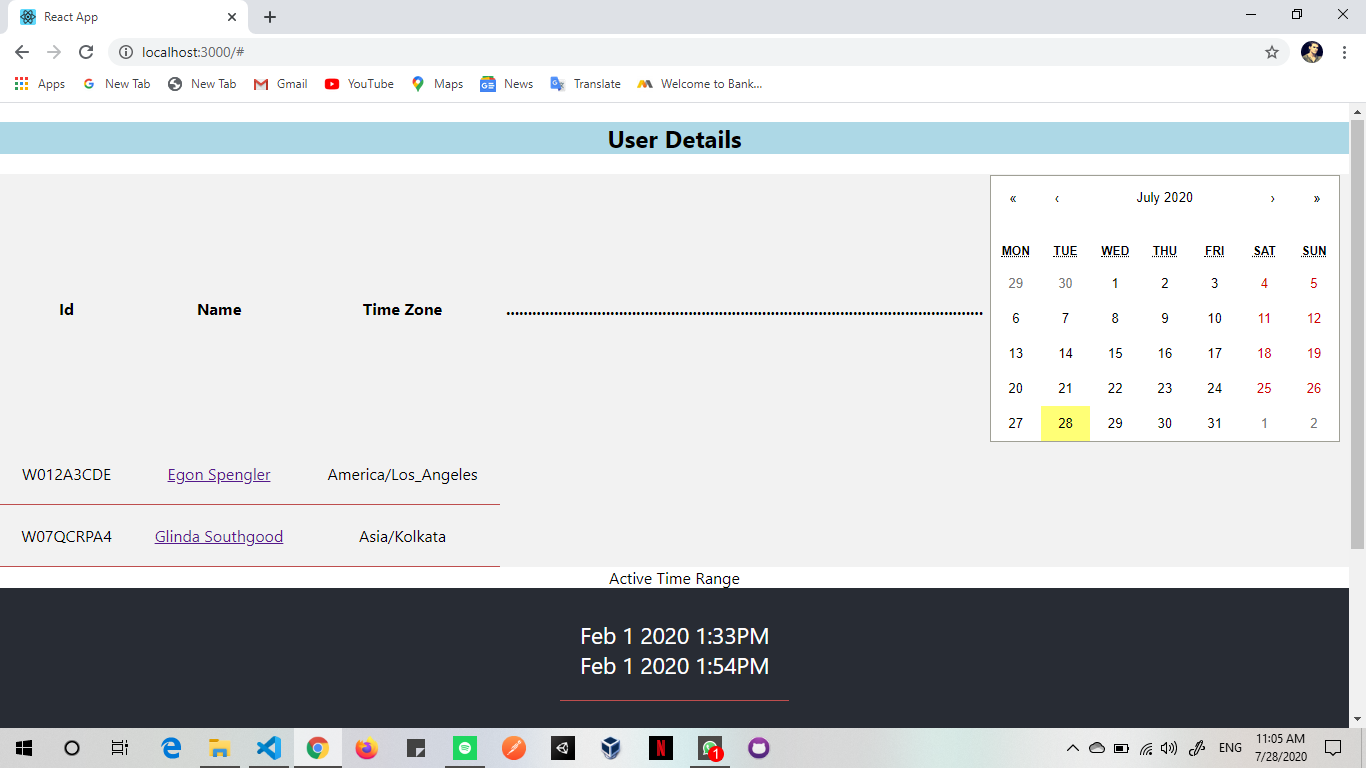 React App
localhost:3000/#
Apps New Tab New Tab Gmail YouTube Maps News Translate Welcome to Bank...
User Details
« ‹ July 2020 › »
MON TUE WED THU FRI SAT SUN
29 30 1 2 3 4 5
6 7 8 9 10 11 12
13 14 15 16 17 18 19
20 21 22 23 24 25 26
27 28 29 30 31 1 2
Id Name Time Zone ..............................................................................................................
W012A3CDE Egon Spengler America/Los_Angeles
W07QCRPA4 Glinda Southgood Asia/Kolkata
Active Time Range
Feb 1 2020 1:33PM
Feb 1 2020 1:54PM
1
ENG
11:05 AM
7/28/2020